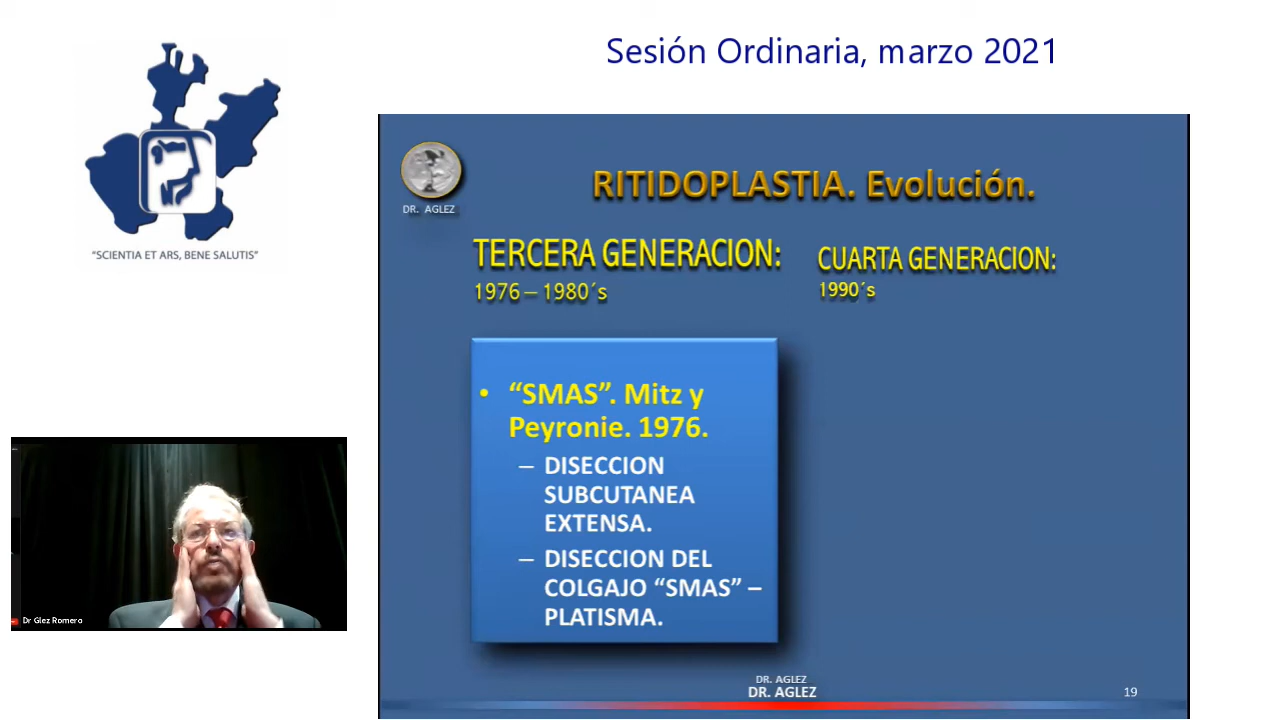 Sesión Ordinaria, marzo 2021
"SCIENTIA ET ARS, BENE SALUTIS"
DR. AGLEZ
RITIDOPLASTIA. Evolución.
TERCERA GENERACION:
1976 – 1980´s
CUARTA GENERACION:
1990´s
• “SMAS”. Mitz y
Peyronie. 1976.
– DISECCION
SUBCUTANEA
EXTENSA.
– DISECCION DEL
COLGAJO “SMAS” –
PLATISMA.
DR. AGLEZ
DR. AGLEZ
19
Dr Glez Romero